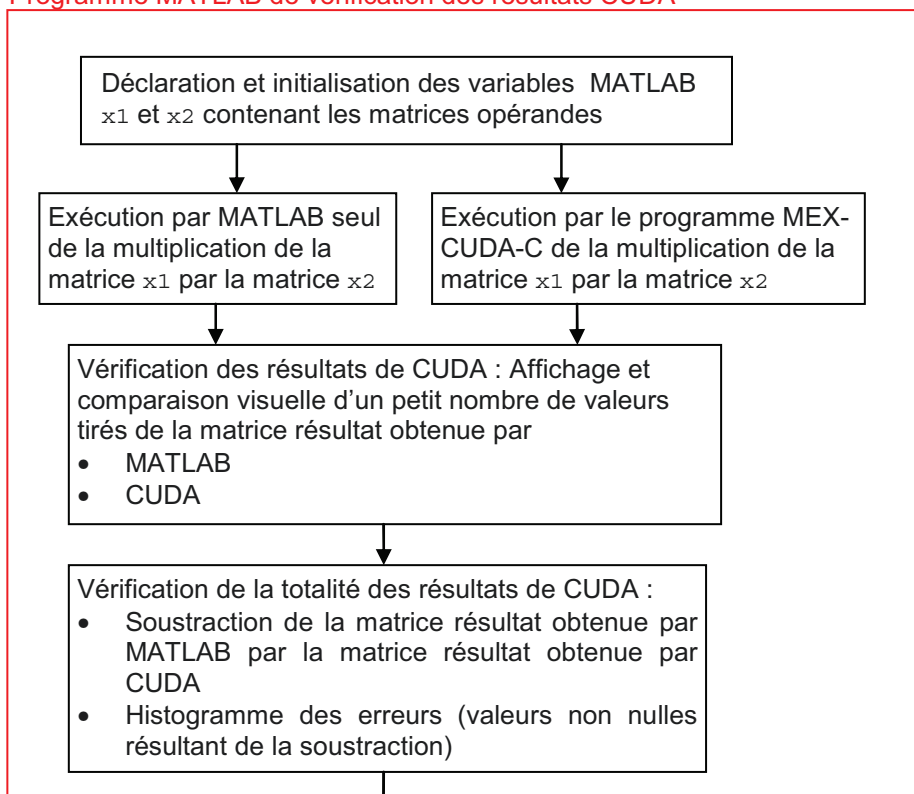 Programme MATLAB de vérification des résultats CUDA
Déclaration et initialisation des variables MATLAB
x1 et x2 contenant les matrices opérandes
Exécution par MATLAB seul
de la multiplication de la
matrice x1 par la matrice x2
Exécution par le programme MEX-
CUDA-C de la multiplication de la
matrice x1 par la matrice x2
Vérification des résultats de CUDA : Affichage et
comparaison visuelle d’un petit nombre de valeurs
tirés de la matrice résultat obtenue par
• MATLAB
• CUDA
Vérification de la totalité des résultats de CUDA :
• Soustraction de la matrice résultat obtenue par
MATLAB par la matrice résultat obtenue par
CUDA
• Histogramme des erreurs (valeurs non nulles
résultant de la soustraction)